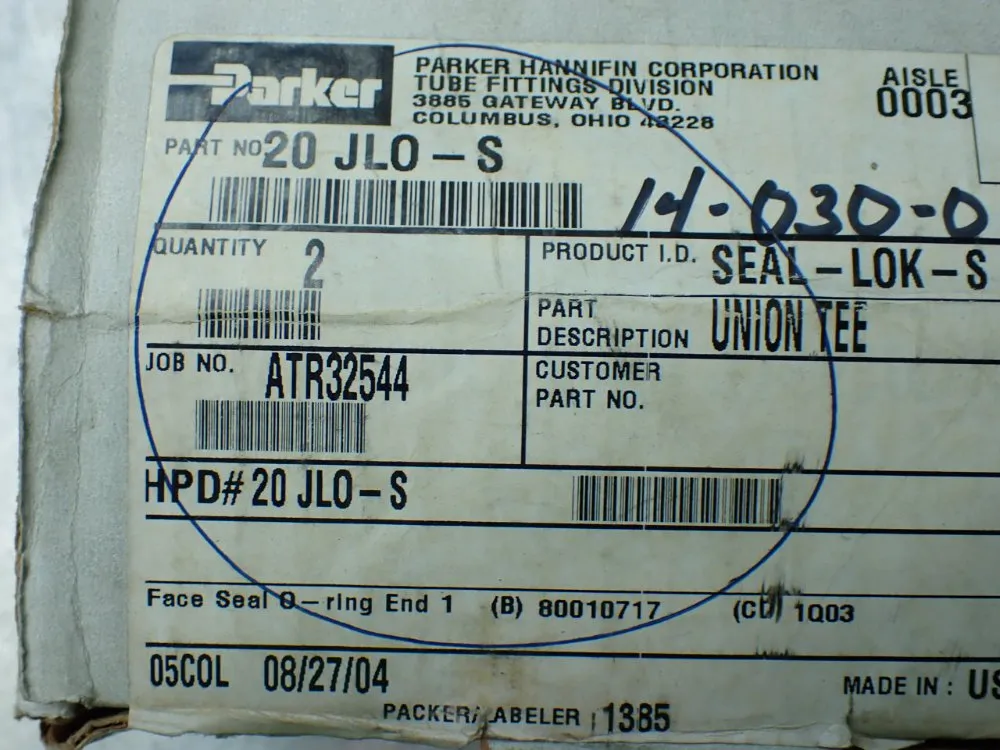 Parker
PARKER HANNIFIN CORPORATION
TUBE FITTINGS DIVISION
3885 GATEWAY BLVD.
COLUMBUS, OHIO 43228
AISLE
0003
PART NO. 20 JLO-S
14-030-0
QUANTITY 2
PRODUCT I.D. SEAL-LOK-S
PART
DESCRIPTION UNION TEE
JOB NO. ATR32544
CUSTOMER
PART NO.
HPD# 20 JLO-S
Face Seal O-ring End 1 (B) 80010717 1Q03
05COL 08/27/04
MADE IN : US
PACKER/LABELER 1385